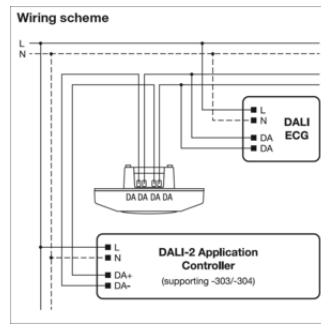 Wiring scheme
L
N
L
N
DALI
ECG
DA
DA
DA DA DA DA
L
N
DALI-2 Application
Controller
(supporting -303/-304)
DA+
DA-